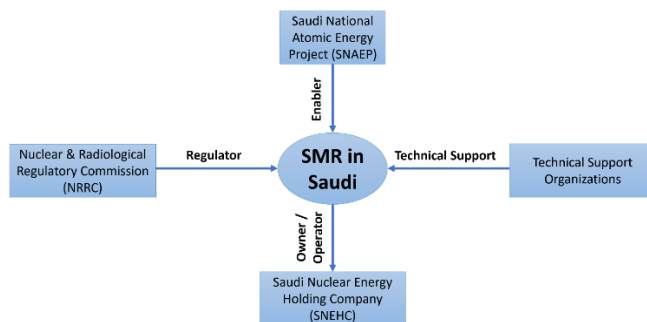 Saudi National
Atomic Energy
Project (SNAEP)
Enabler
Nuclear & Radiological
Regulatory Commission
(NRRC)
Regulator
SMR in
Saudi
Technical Support
Technical Support
Organizations
Owner /
Operator
Saudi Nuclear Energy
Holding Company
(SNEHC)